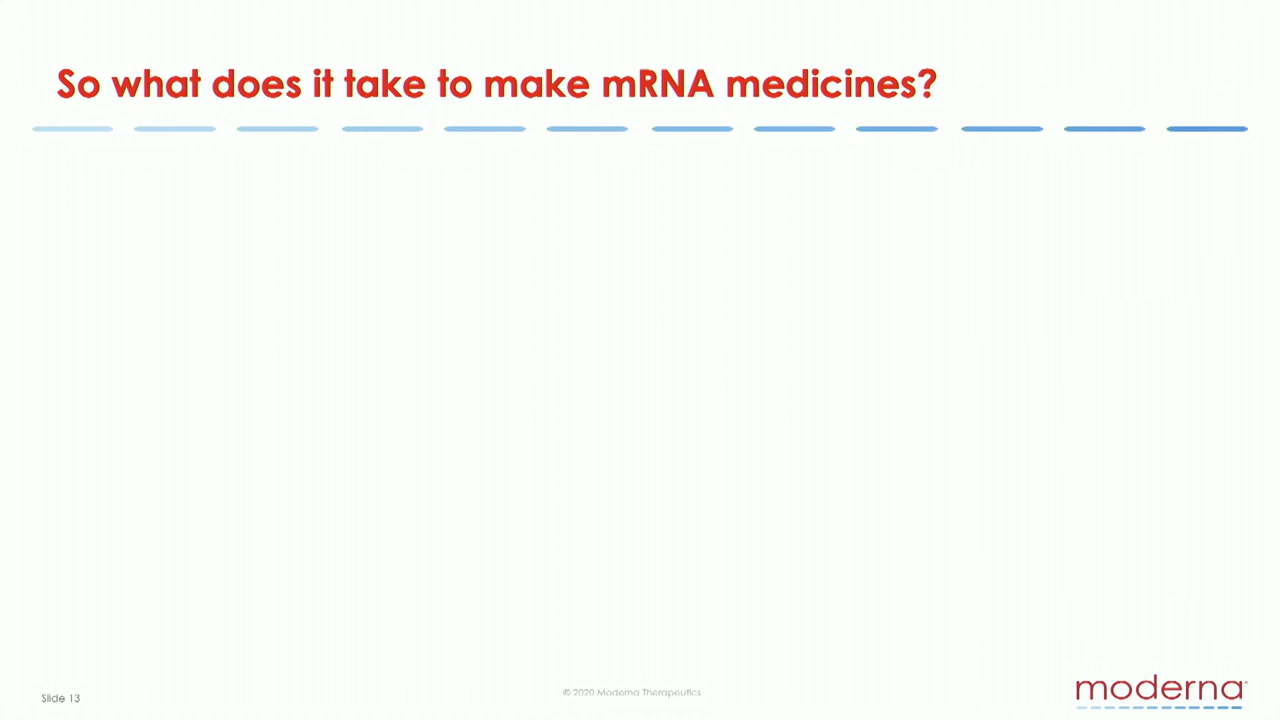 So what does it take to make mRNA medicines?
Slide 13
© 2020 Moderna Therapeutics
moderna